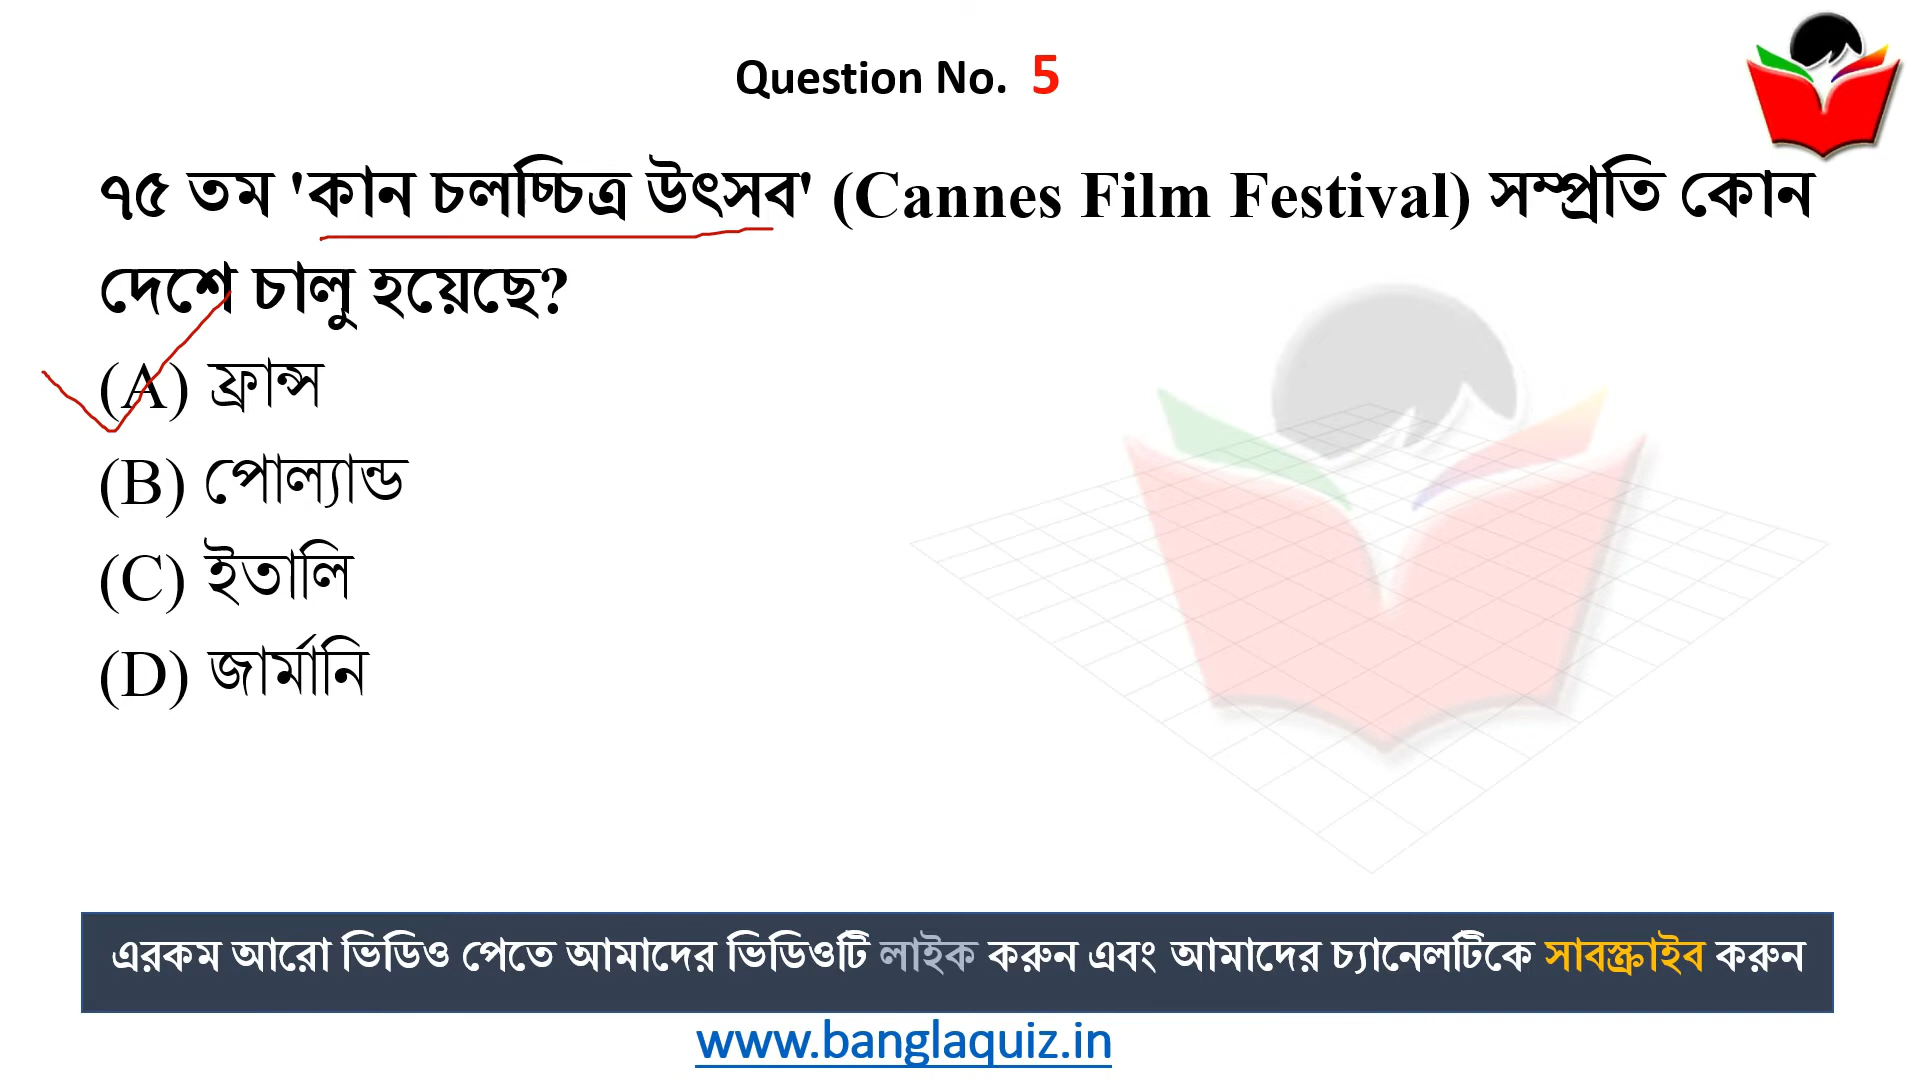 Question No. 5
৭৫ তম 'কান চলচ্চিত্র উৎসব' (Cannes Film Festival) সম্প্রতি কোন
দেশে চালু হয়েছে?
(A) ফ্রান্স
(B) পোল্যান্ড
(C) ইতালি
(D) জার্মানি
এরকম আরো ভিডিও পেতে আমাদের ভিডিওটি লাইক করুন এবং আমাদের চ্যানেলটিকে সাবস্ক্রাইব করুন
www.banglaquiz.in